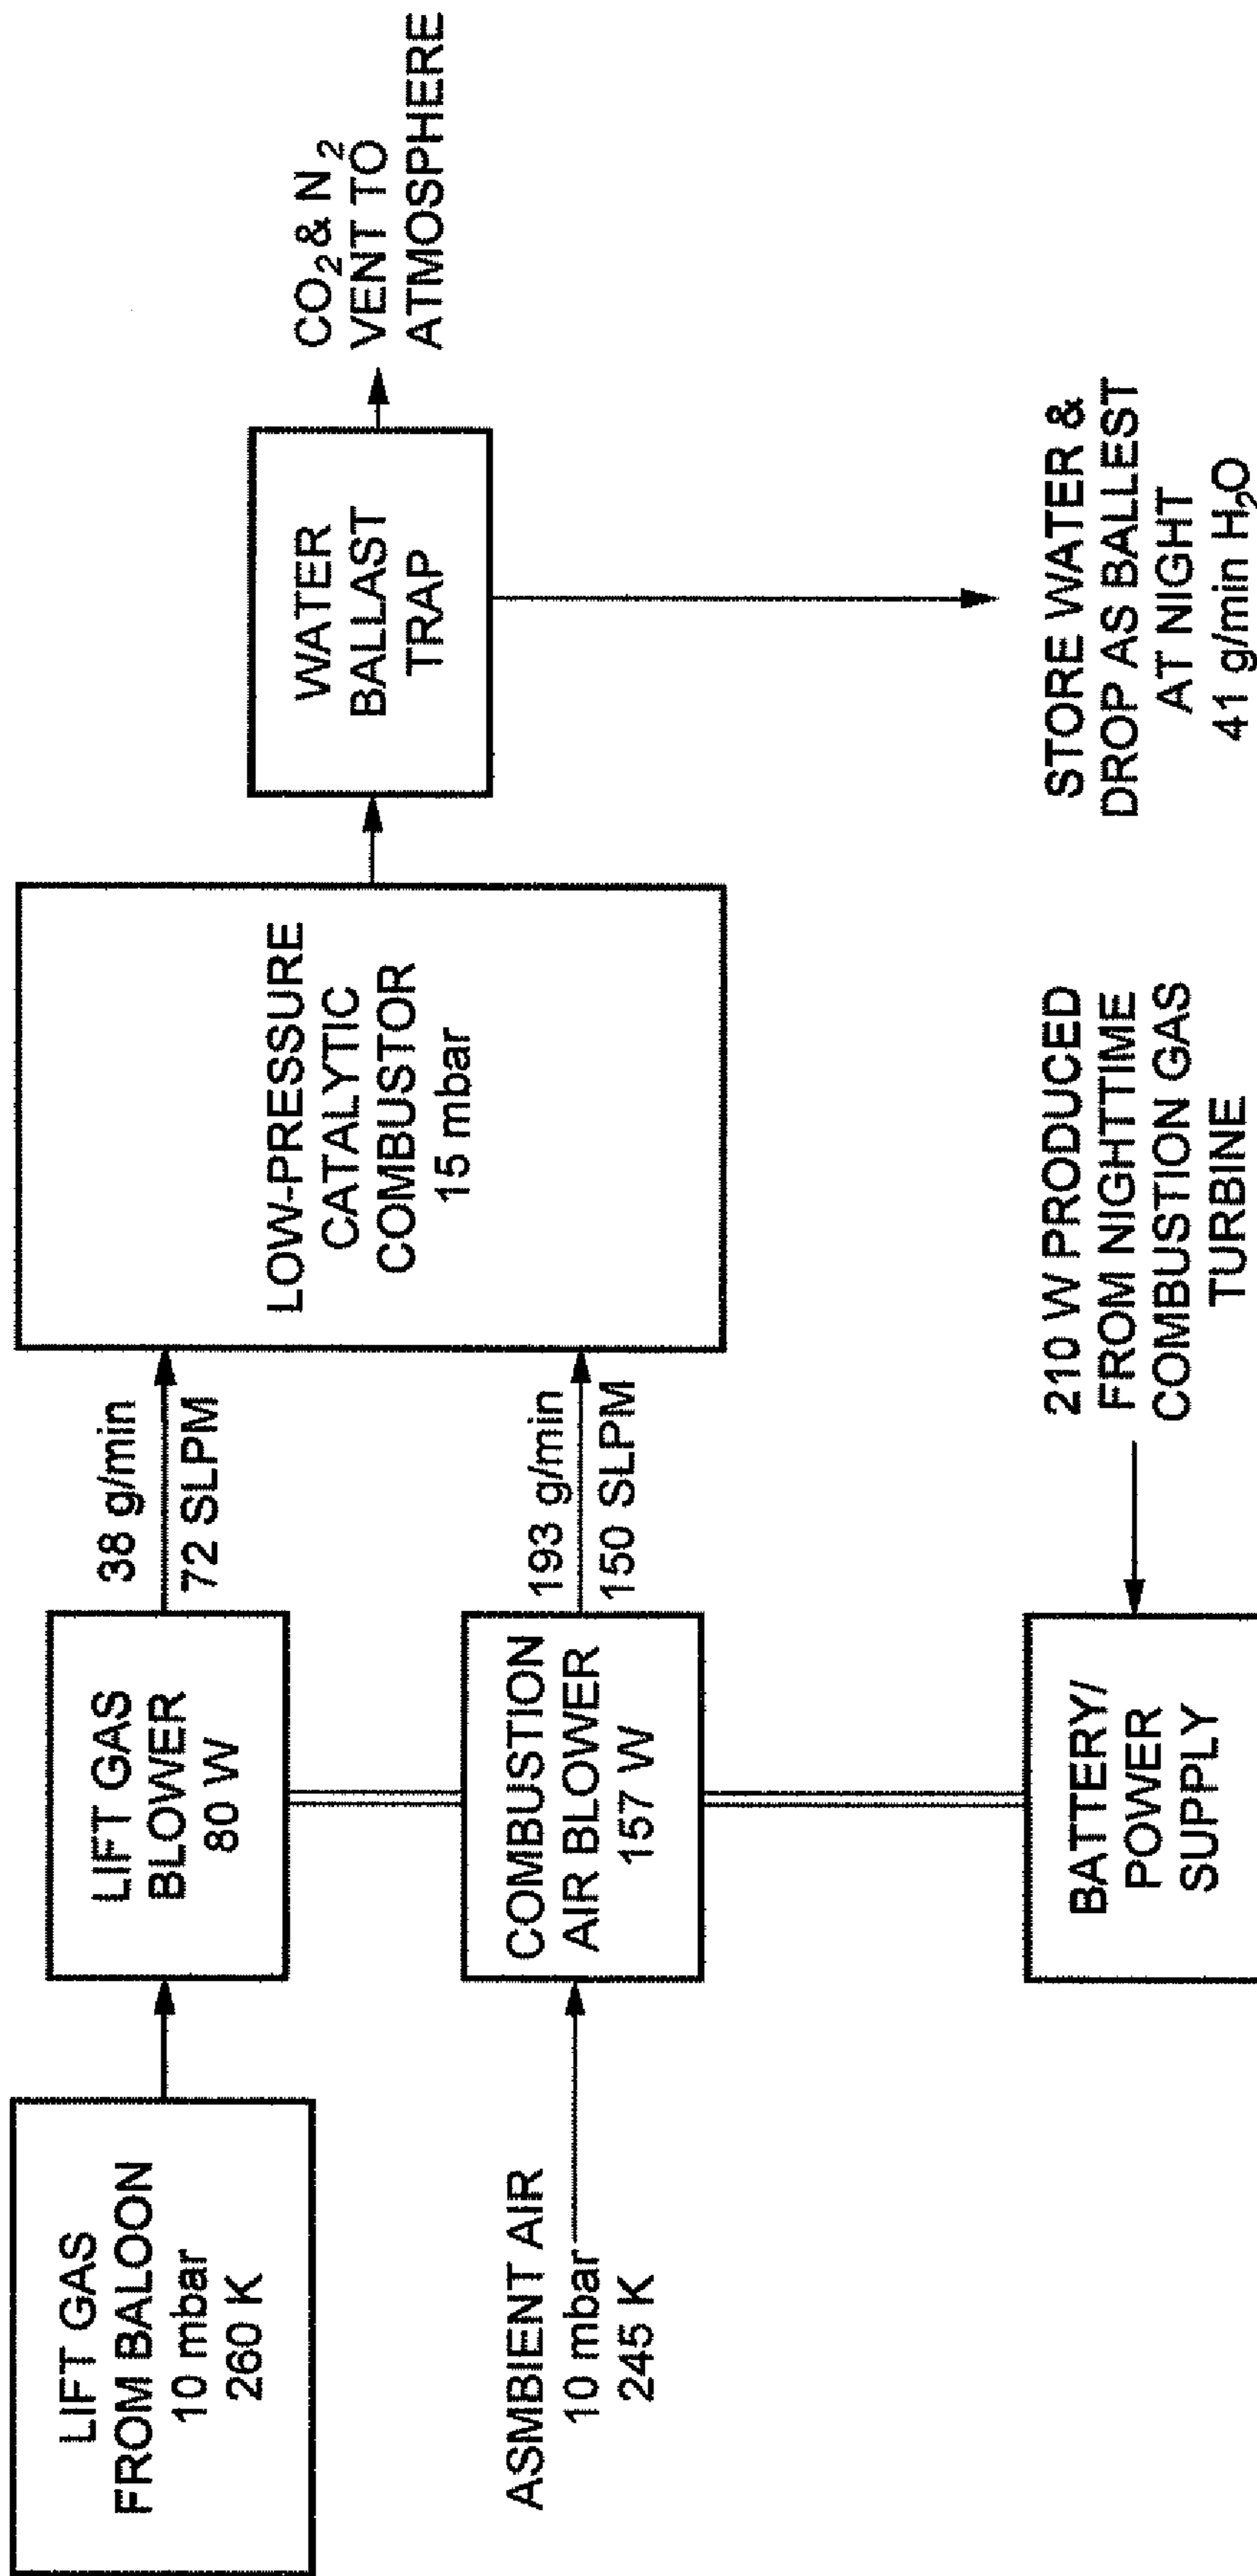 LIFT GAS
FROM BALOON
10 mbar
260 K
LIFT GAS
BLOWER
80 W
38 g/min
72 SLPM
ASMBIENT AIR
10 mbar
245 K
COMBUSTION
AIR BLOWER
157 W
193 g/min
150 SLPM
LOW-PRESSURE
CATALYTIC
COMBUSTOR
15 mbar
WATER
BALLAST
TRAP
CO₂ & N₂
VENT TO
ATMOSPHERE
BATTERY/
POWER
SUPPLY
210 W PRODUCED
FROM NIGHTTIME
COMBUSTION GAS
TURBINE
STORE WATER &
DROP AS BALLEST
AT NIGHT
41 g/min H₂O